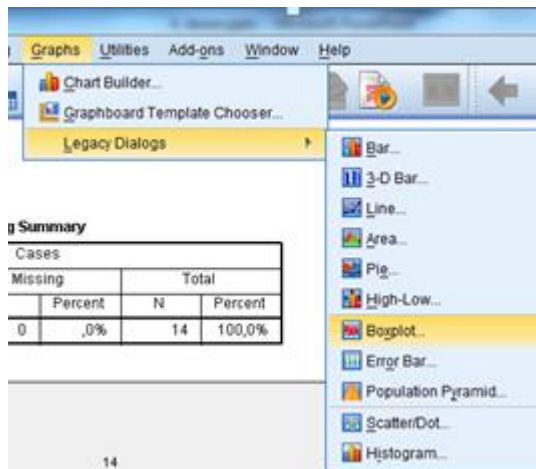 Graphs Utilities Add-ons Window Help
Chart Builder...
Graphboard Template Chooser...
Legacy Dialogs
Bar...
3-D Bar...
Line...
Area...
Pie...
High-Low...
Boxplot...
Error Bar...
Population Pyramid...
Scatter/Dot...
Histogram...
g Summary
Cases
Missing Total
Percent N Percent
0 ,0% 14 100,0%
14